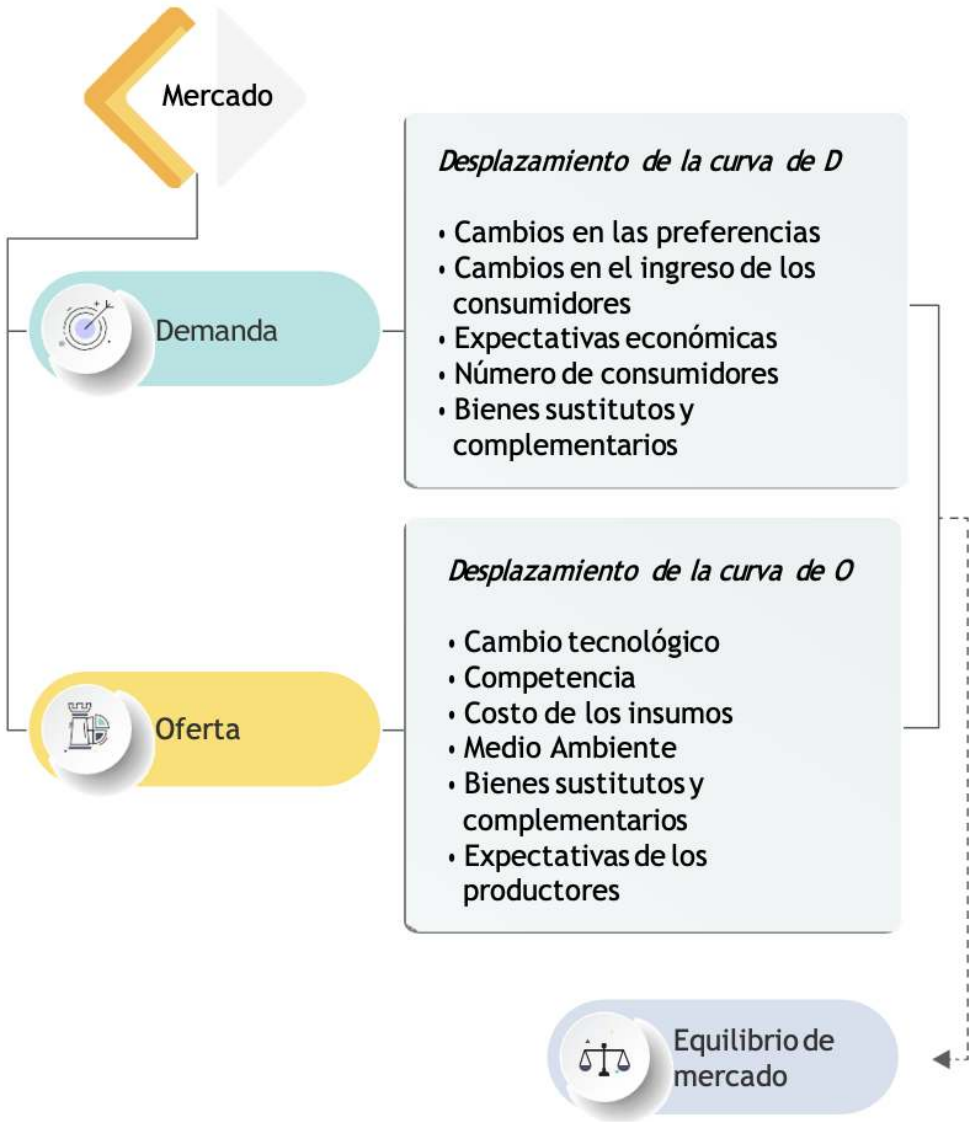 Mercado
Desplazamiento de la curva de D
• Cambios en las preferencias
• Cambios en el ingreso de los
consumidores
• Expectativas económicas
• Número de consumidores
• Bienes sustitutos y
complementarios
Demanda
Desplazamiento de la curva de O
• Cambio tecnológico
• Competencia
• Costo de los insumos
• Medio Ambiente
• Bienes sustitutos y
complementarios
• Expectativas de los
productores
Oferta
Equilibrio de
mercado